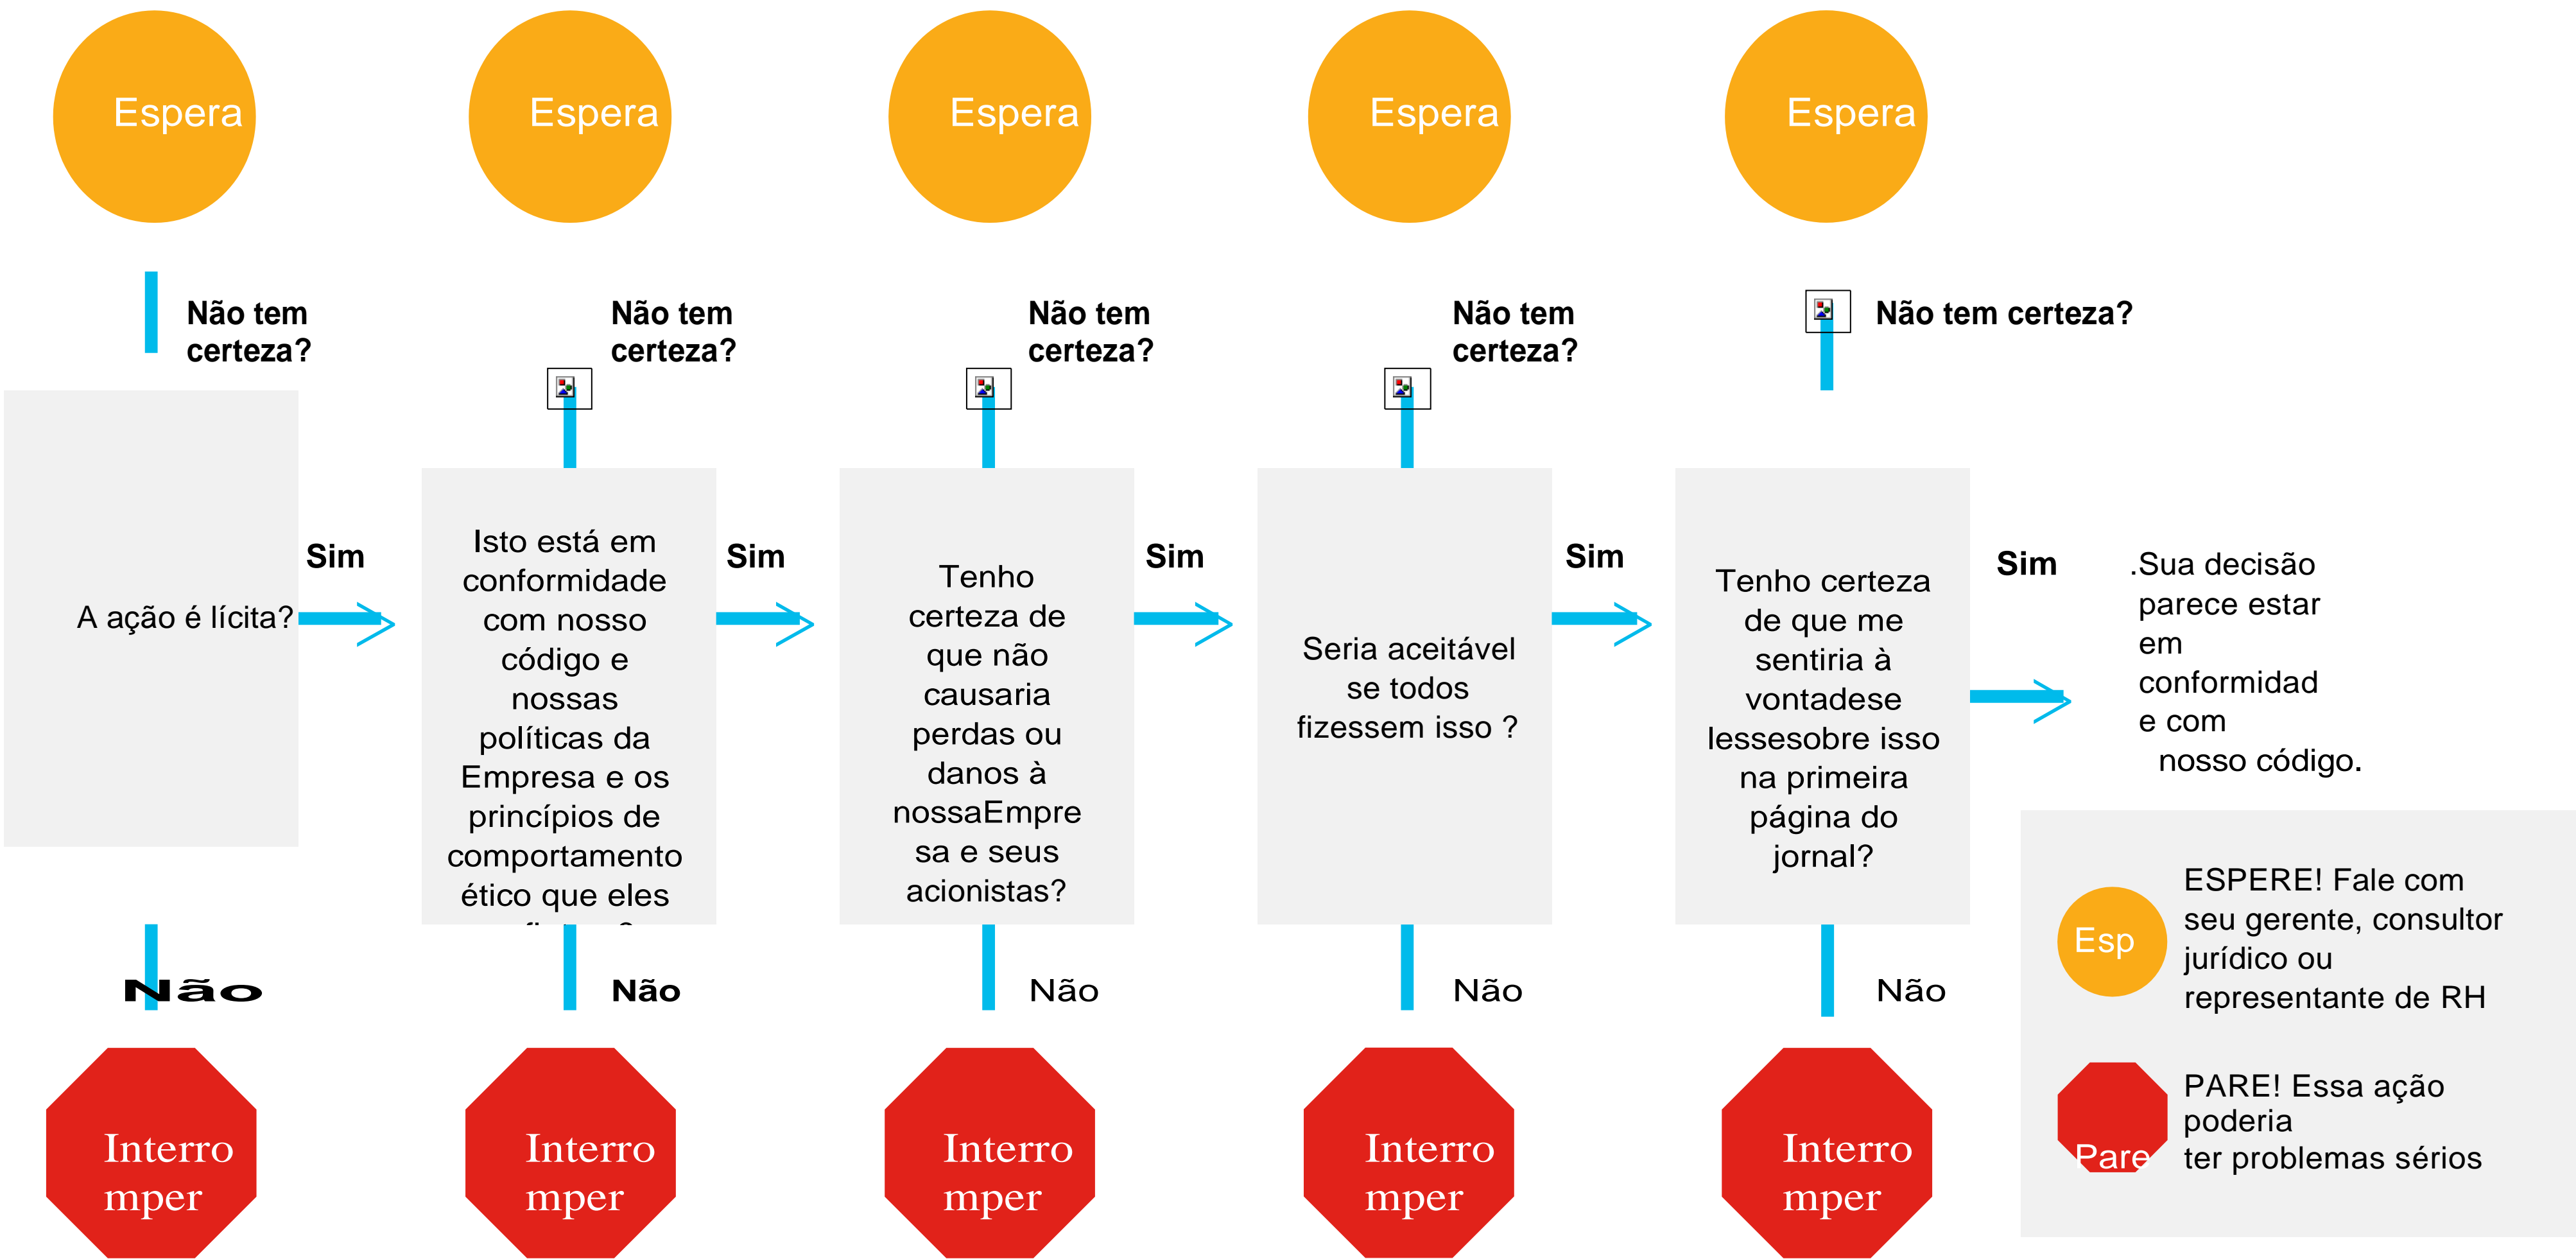 Espera
Espera
Espera
Espera
Espera
Não tem
certeza?
Não tem
certeza?
Não tem
certeza?
Não tem
certeza?
Não tem certeza?
A ação é lícita?
Sim
Isto está em
conformidade
com nosso
código e
nossas
políticas da
Empresa e os
princípios de
comportamento
ético que eles
Sim
Tenho
certeza de
que não
causaria
perdas ou
danos à
nossaEmpre
sa e seus
acionistas?
Sim
Seria aceitável
se todos
fizessem isso ?
Sim
Tenho certeza
de que me
sentiria à
vontadese
lessesobre isso
na primeira
página do
jornal?
Sim
.Sua decisão
parece estar
em
conformidad
e com
nosso código.
Não
Não
Não
Não
Não
Interro
mper
Interro
mper
Interro
mper
Interro
mper
Interro
mper
Esp
ESPERE! Fale com
seu gerente, consultor
jurídico ou
representante de RH
Pare
PARE! Essa ação
poderia
ter problemas sérios